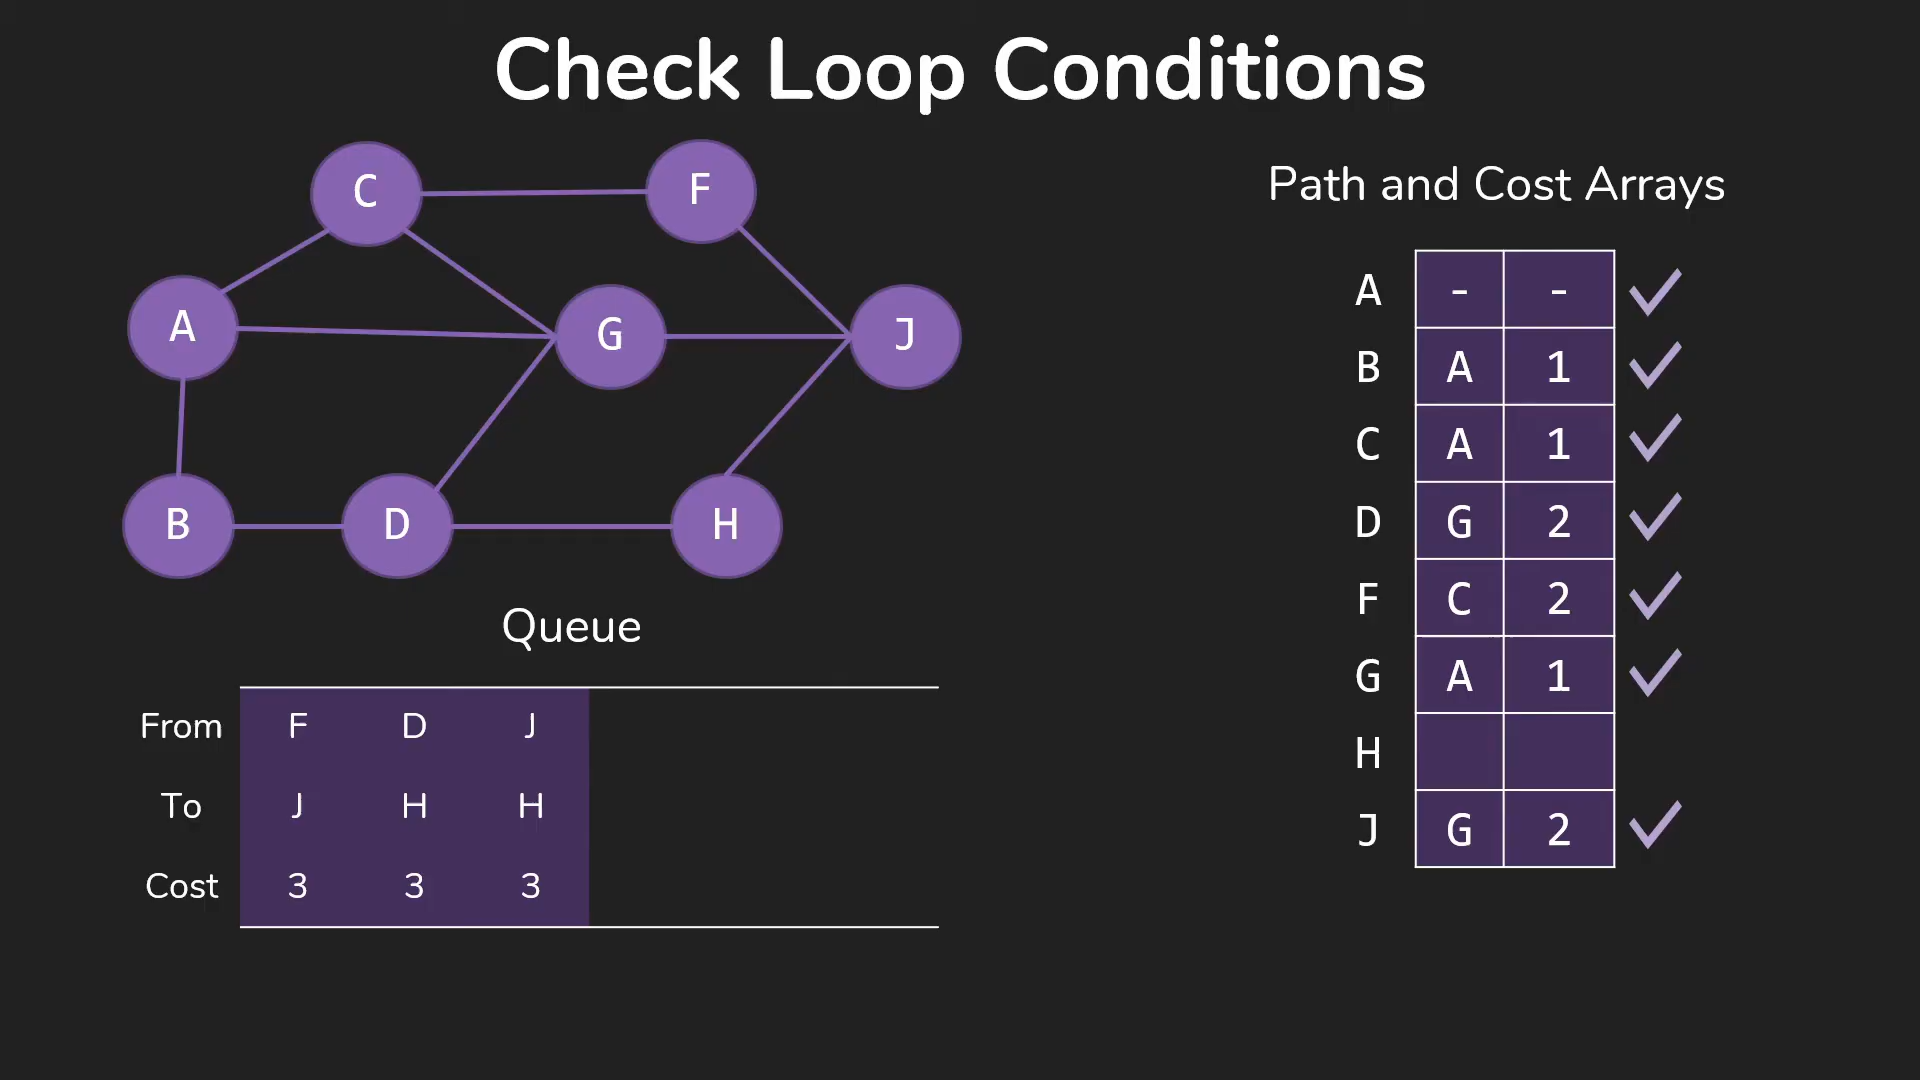 Check Loop Conditions
C F
A G J
B D H
Queue
From F D J
To J H H
Cost 3 3 3
Path and Cost Arrays
A - -
B A 1
C A 1
D G 2
F C 2
G A 1
H
J G 2